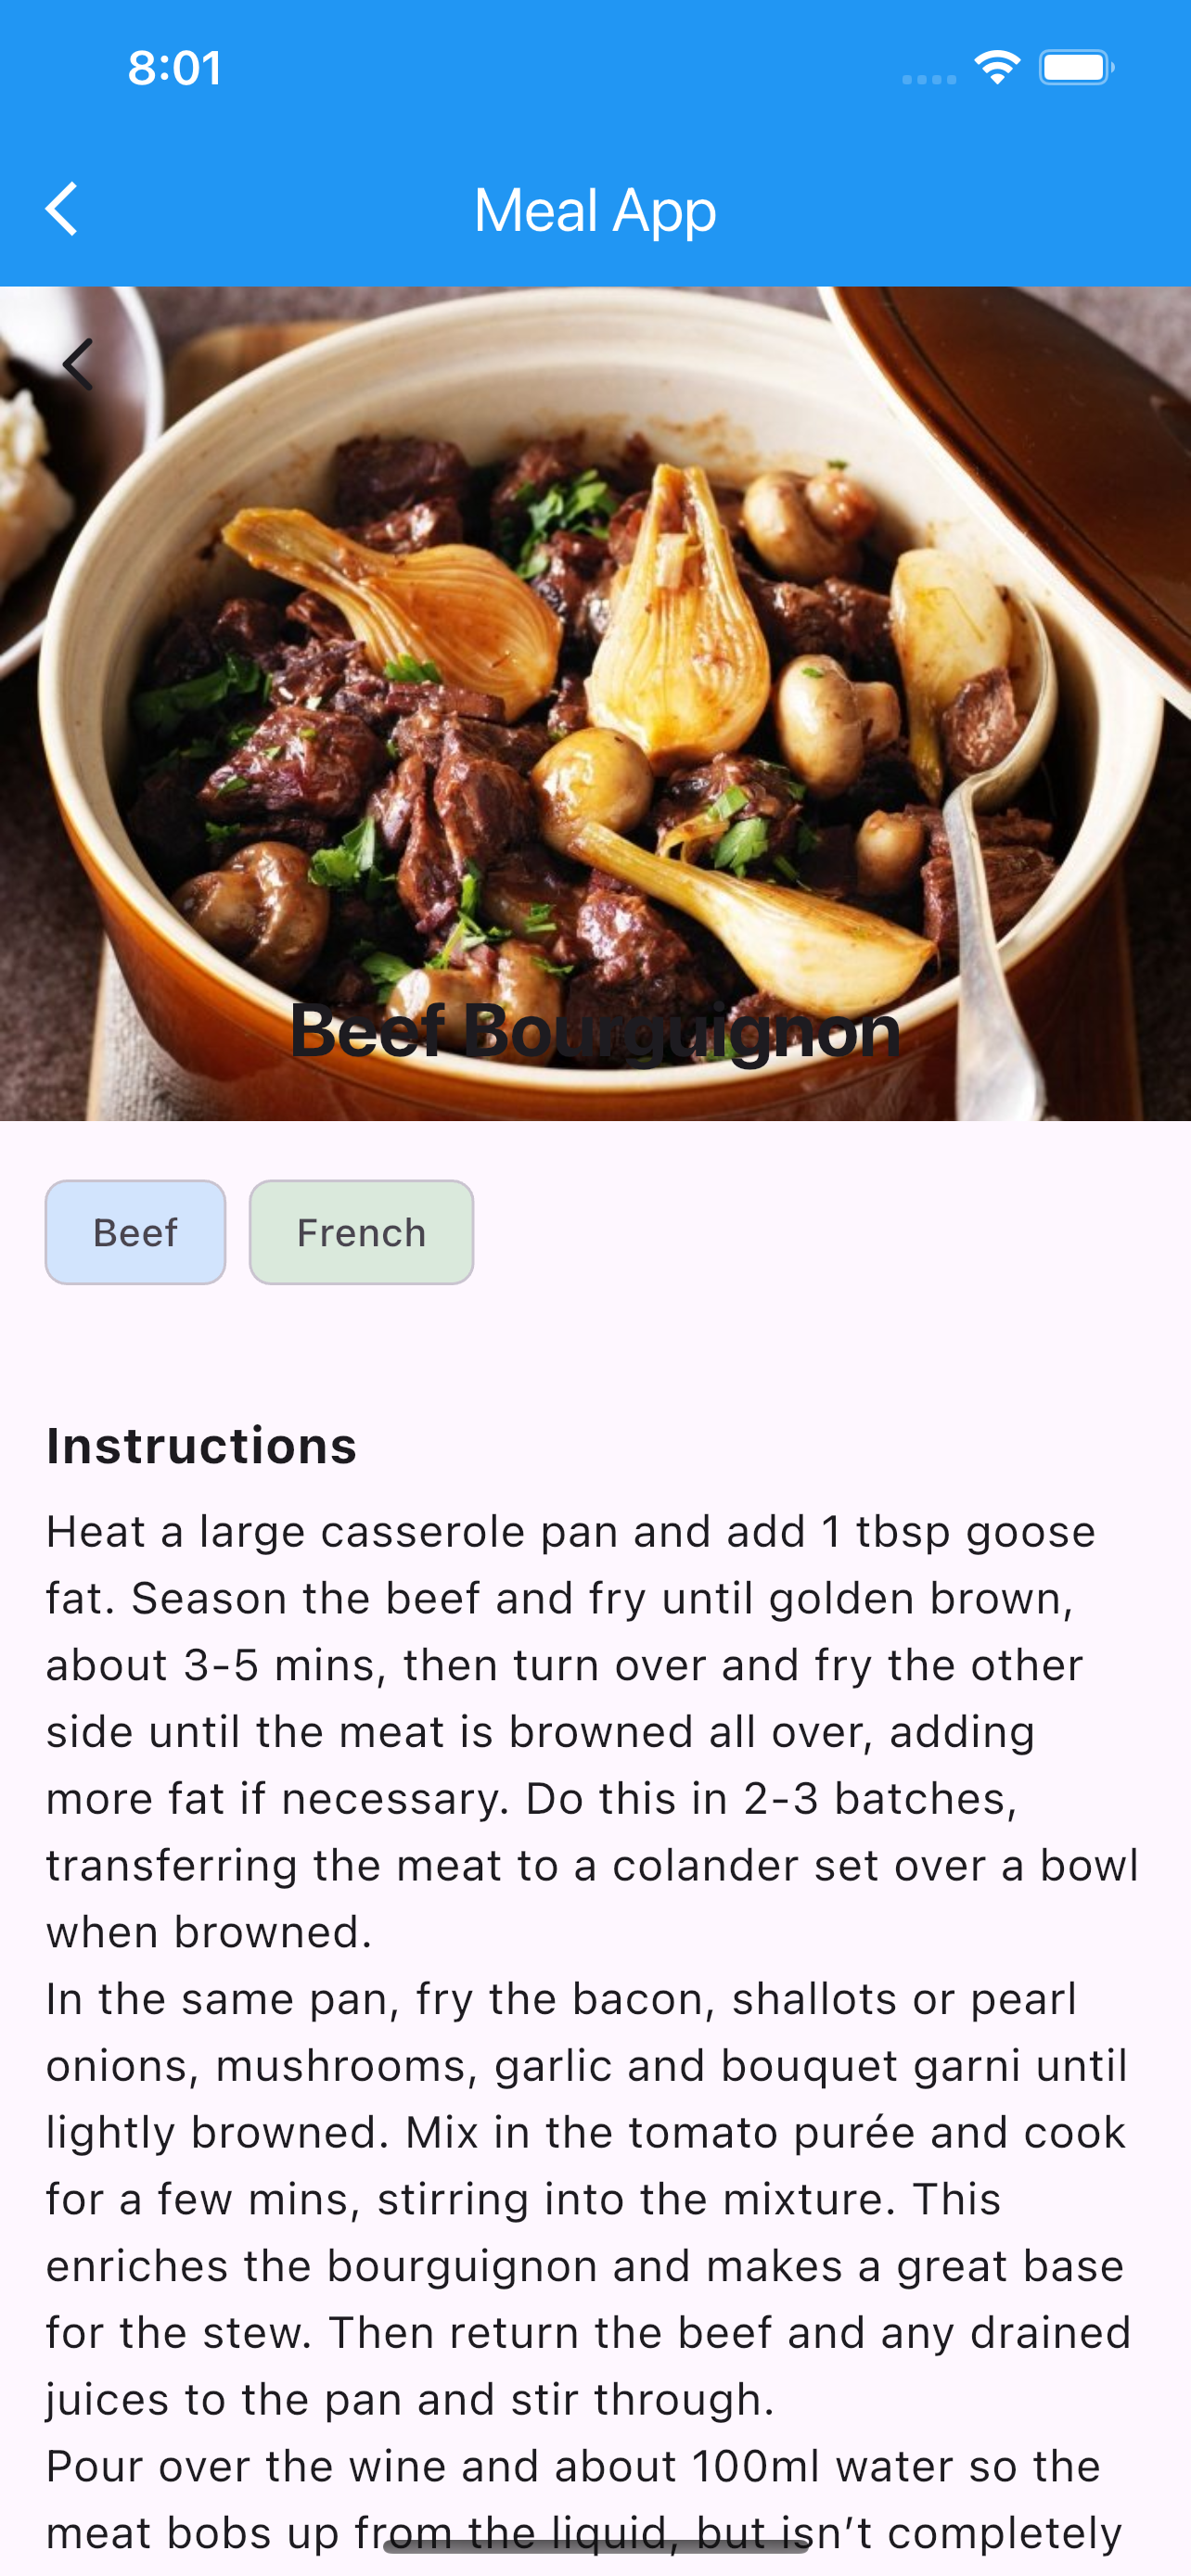 8:01
Meal App
Beef Bourguignon
Beef
French
Instructions
Heat a large casserole pan and add 1 tbsp goose
fat. Season the beef and fry until golden brown,
about 3-5 mins, then turn over and fry the other
side until the meat is browned all over, adding
more fat if necessary. Do this in 2-3 batches,
transferring the meat to a colander set over a bowl
when browned.
In the same pan, fry the bacon, shallots or pearl
onions, mushrooms, garlic and bouquet garni until
lightly browned. Mix in the tomato purée and cook
for a few mins, stirring into the mixture. This
enriches the bourguignon and makes a great base
for the stew. Then return the beef and any drained
juices to the pan and stir through.
Pour over the wine and about 100ml water so the
meat bobs up from the liquid, but isn’t completely